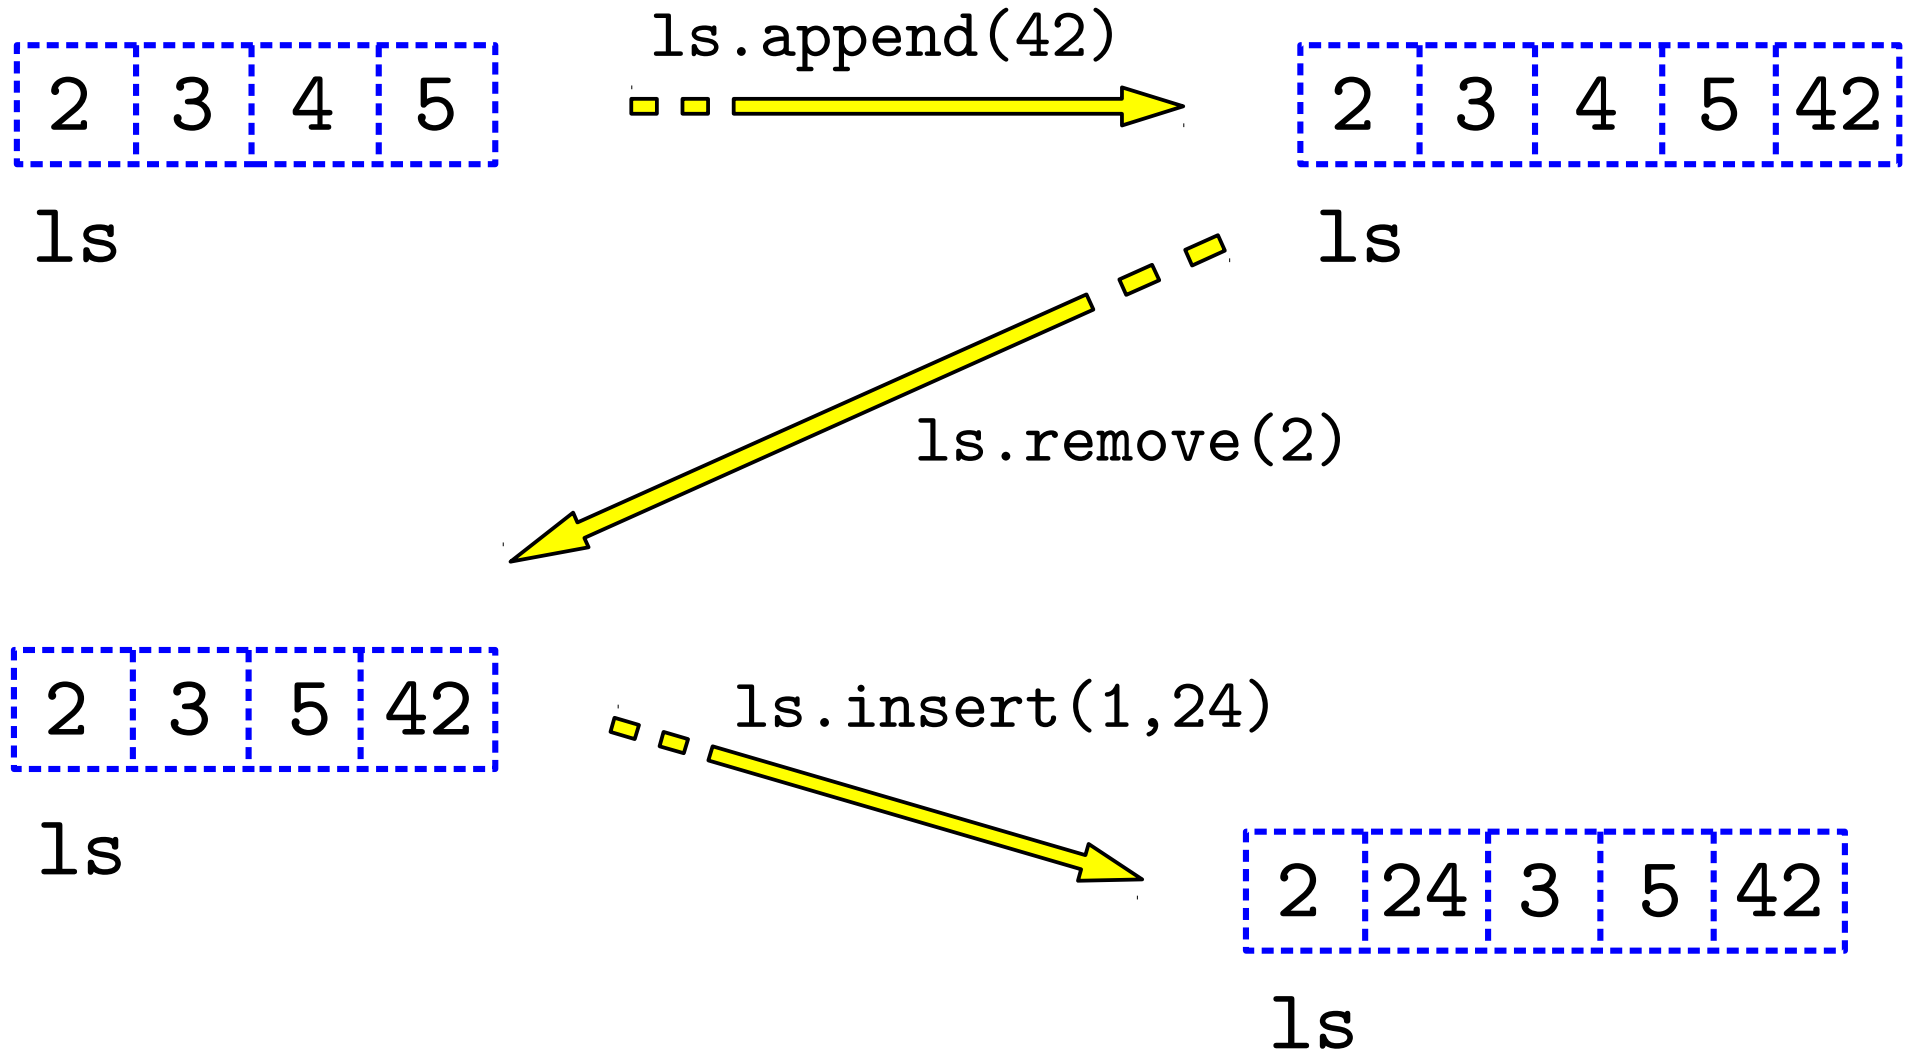 ls.append(42)
2 3 4 5
2 3 4 5 42
ls
ls
ls.remove(2)
2 3 5 42
ls.insert(1,24)
ls
2 24 3 5 42
ls